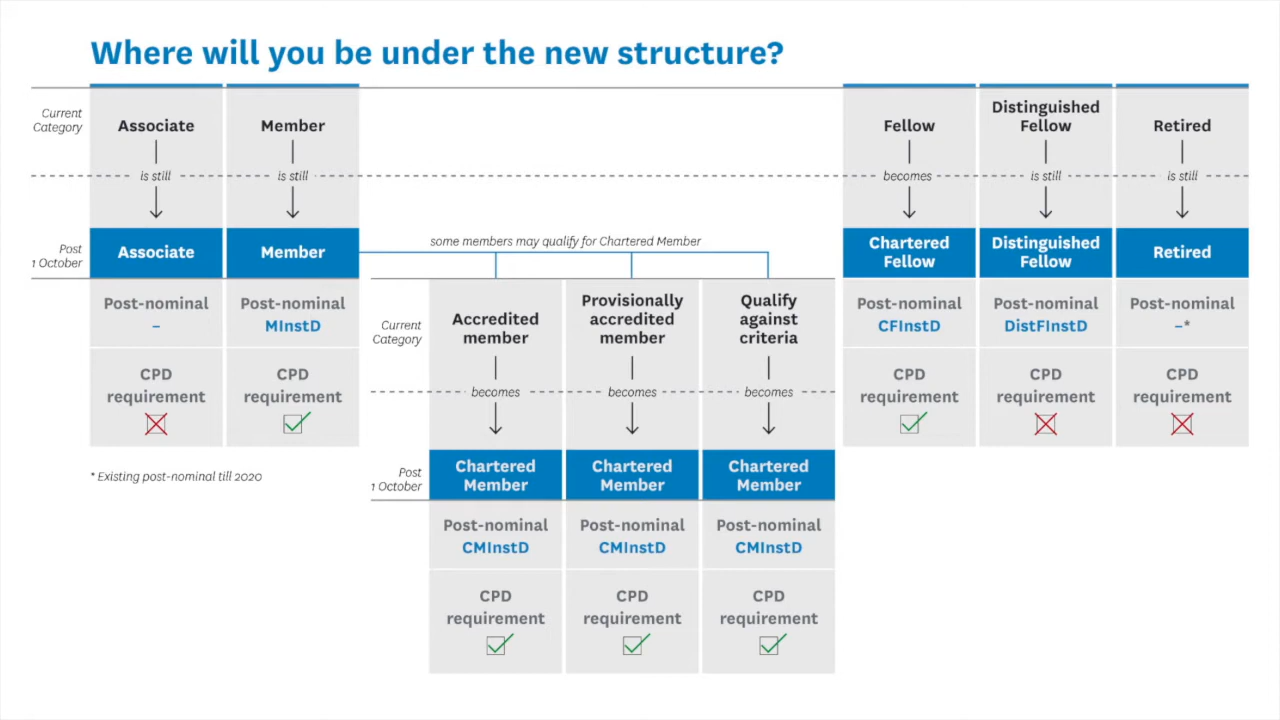 Where will you be under the new structure?
Current
Category
Associate
Member
Fellow
Distinguished
Fellow
Retired
is still
is still
becomes
is still
is still
Post
1 October
Associate
Member
Chartered
Fellow
Distinguished
Fellow
Retired
some members may qualify for Chartered Member
Post-nominal
–
Post-nominal
MInstD
Post-nominal
CFInstD
Post-nominal
DistFInstD
Post-nominal
–*
CPD
requirement
CPD
requirement
CPD
requirement
CPD
requirement
CPD
requirement
* Existing post-nominal till 2020
Current
Category
Accredited
member
Provisionally
accredited
member
Qualify
against
criteria
becomes
becomes
becomes
Post
1 October
Chartered
Member
Chartered
Member
Chartered
Member
Post-nominal
CMInstD
Post-nominal
CMInstD
Post-nominal
CMInstD
CPD
requirement
CPD
requirement
CPD
requirement